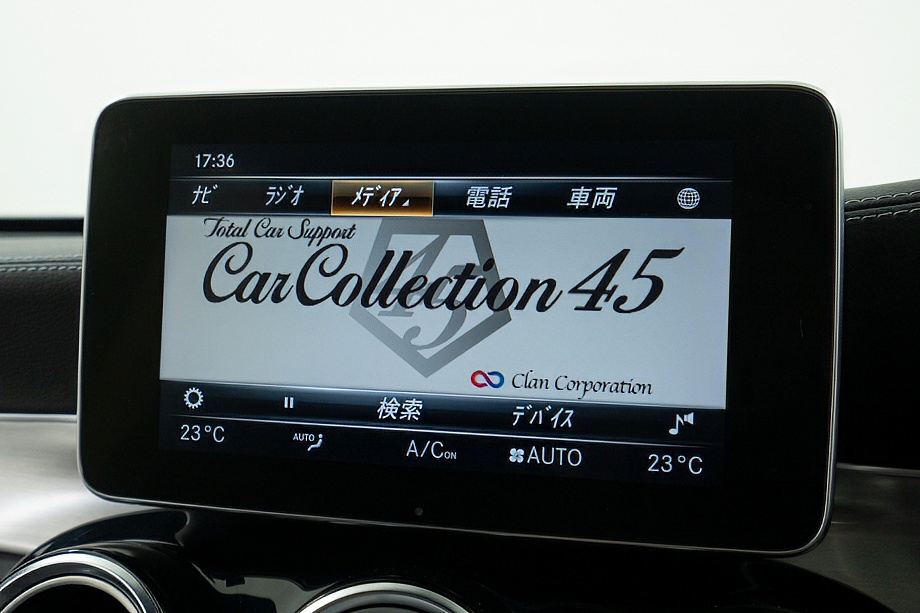 17:36
ナビ ラジオ メディア 電話 車両
Total Car Support
CarCollection 45
45
Clan Corporation
検索 デバイス
23°C AUTO A/C ON AUTO 23°C